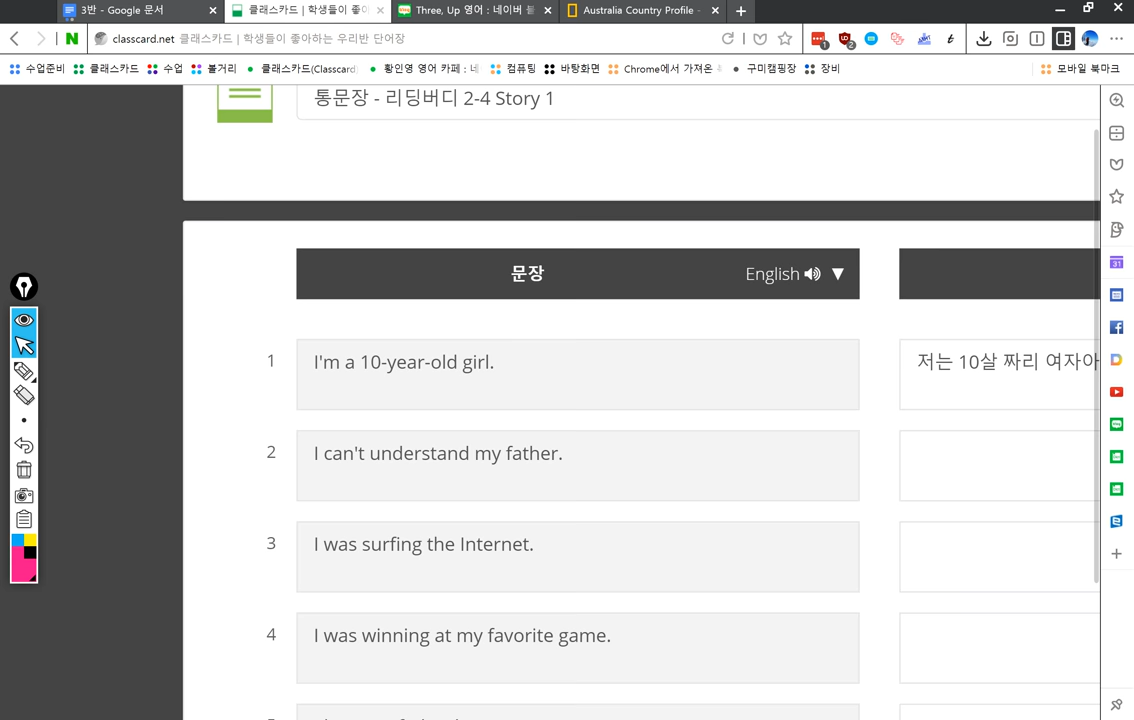 3반 - Google 문서
클래스카드 | 학생들이 좋아
Three, Up 영어 : 네이버 블
Australia Country Profile -
classcard.net 클래스카드 | 학생들이 좋아하는 우리반 단어장
수업준비 클래스카드 수업 볼거리 클래스카드(Classcard 황인영 영어 카페 : 네 컴퓨팅 바탕화면 Chrome에서 가져온 구미캠핑장 장비 모바일 북마크
통문장 - 리딩버디 2-4 Story 1
문장 English
1 I'm a 10-year-old girl. 저는 10살 짜리 여자아
2 I can't understand my father.
3 I was surfing the Internet.
4 I was winning at my favorite game.